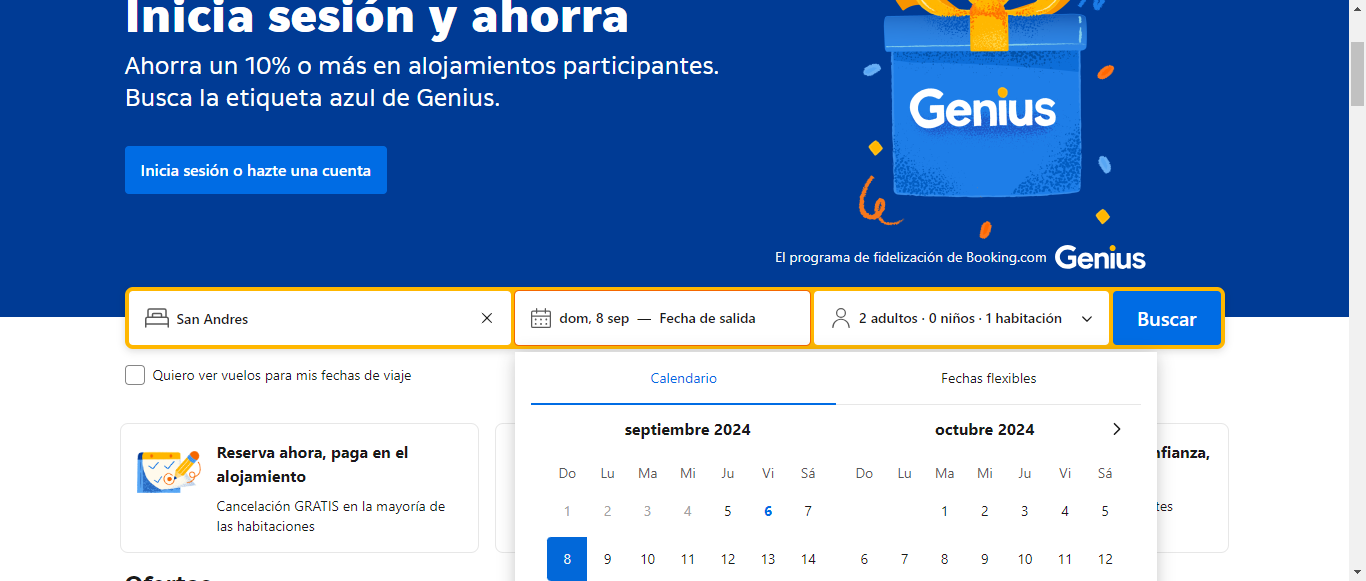 Inicia sesión y ahorra
Ahorra un 10% o más en alojamientos participantes.
Busca la etiqueta azul de Genius.
Inicia sesión o hazte una cuenta
Genius
El programa de fidelización de Booking.com Genius
San Andres
dom, 8 sep — Fecha de salida
2 adultos · 0 niños · 1 habitación
Buscar
Quiero ver vuelos para mis fechas de viaje
Calendario Fechas flexibles
septiembre 2024
Do Lu Ma Mi Ju Vi Sá
1 2 3 4 5 6 7
8 9 10 11 12 13 14
octubre 2024
Do Lu Ma Mi Ju Vi Sá
1 2 3 4 5
6 7 8 9 10 11 12
Reserva ahora, paga en el
alojamiento
Cancelación GRATIS en la mayoría de
las habitaciones